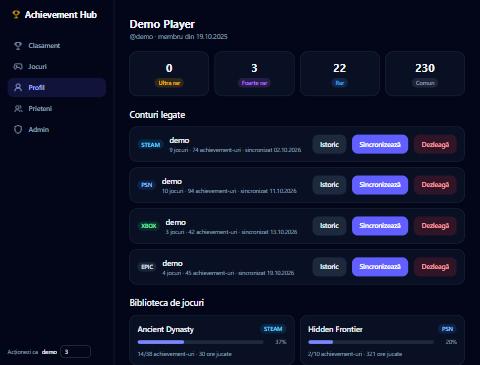 Achievement Hub
Clasament
Jocuri
Profil
Prieteni
Admin
Acționezi ca demo 3
Demo Player
@demo · membru din 19.10.2025
0 3 22 230
Ultra rar Foarte rar Rar Comun
Conturi legate
STEAM demo
9 jocuri · 74 achievement-uri · sincronizat 02.10.2026
Istoric Sincronizează Dezleagă
PSN demo
10 jocuri · 94 achievement-uri · sincronizat 11.10.2026
Istoric Sincronizează Dezleagă
XBOX demo
3 jocuri · 42 achievement-uri · sincronizat 13.10.2026
Istoric Sincronizează Dezleagă
EPIC demo
4 jocuri · 45 achievement-uri · sincronizat 19.10.2026
Istoric Sincronizează Dezleagă
Biblioteca de jocuri
Ancient Dynasty STEAM
37%
14/38 achievement-uri · 30 ore jucate
Hidden Frontier PSN
20%
2/10 achievement-uri · 321 ore jucate